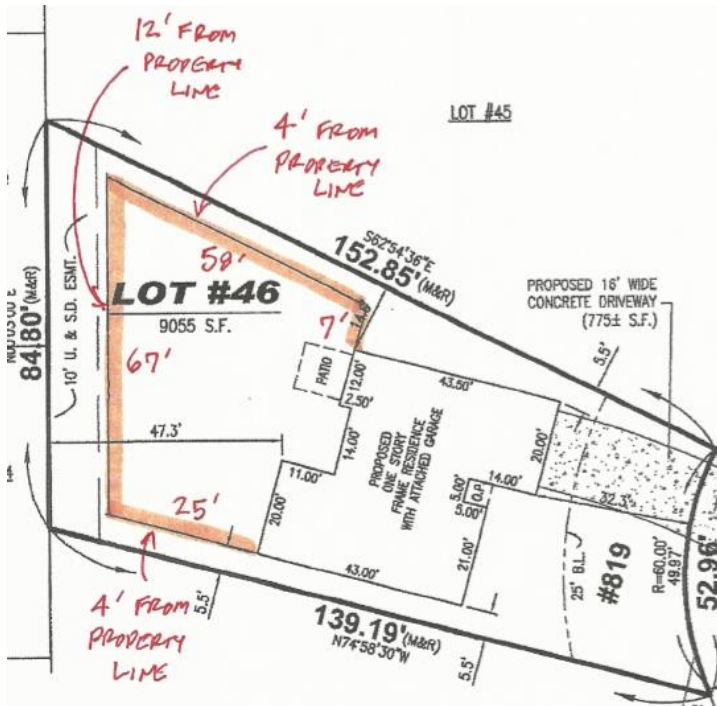 12' FROM
PROPERTY
LINE
LOT #45
4' FROM
PROPERTY
LINE
S62°54'36"E
152.85' (M&R)
58'
PROPOSED 16' WIDE
CONCRETE DRIVEWAY
(775± S.F.)
10' U. & S.D. ESMT.
84.80' (M&R)
LOT #46
9055 S.F.
7'
67'
PATIO
12.00'
2.50'
43.50'
5.5'
47.3'
14.00'
11.00'
PROPOSED
ONE STORY
FRAME RESIDENCE
WITH ATTACHED GARAGE
20.00'
14.00'
5.00'
O.P.
5.00'
32.3'
20.00'
25'
43.00'
21.00'
25' B.L.
#819
R=60.00'
49.97'
52.96'
4' FROM
PROPERTY
LINE
5.5'
139.19' (M&R)
N74°58'30"W
5.5'